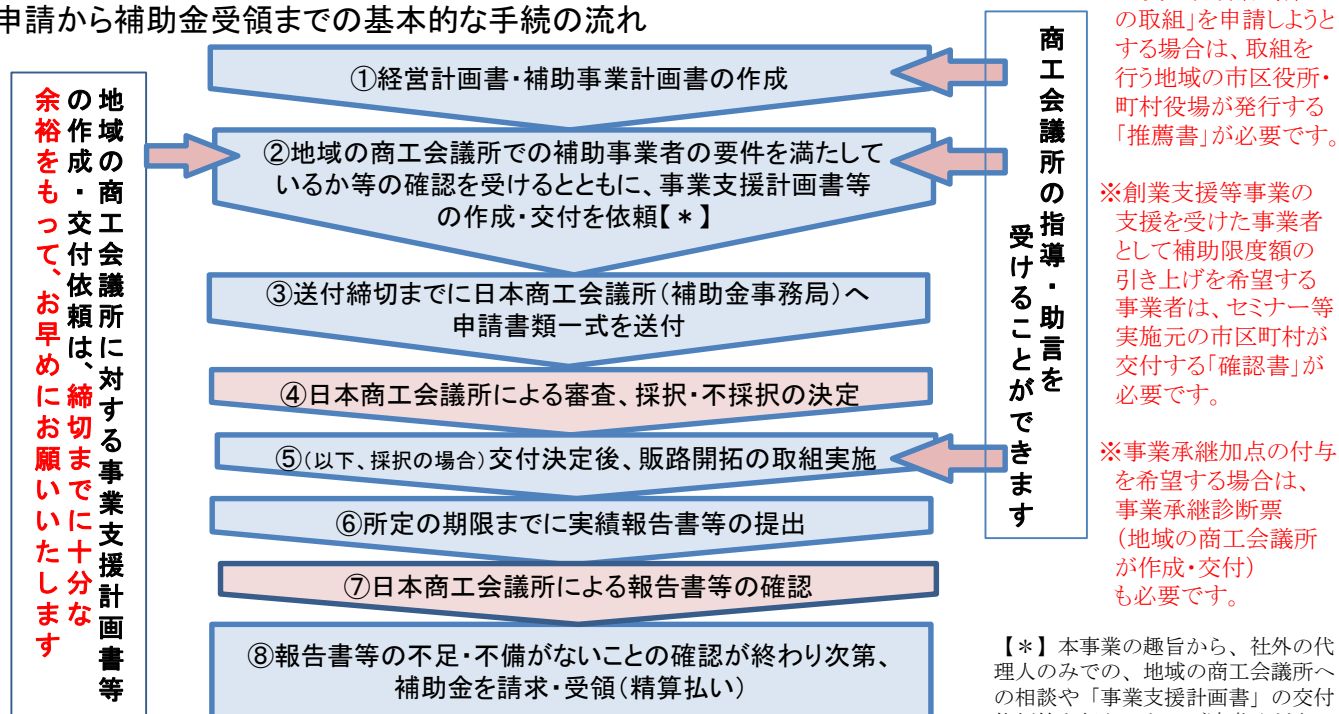 申請から補助金受領までの基本的な手続の流れ
地域の商工会議所に対する事業支援計画書等
の作成・交付依頼は、締切までに十分な
余裕をもって、お早めにお願いいたします
①経営計画書・補助事業計画書の作成
②地域の商工会議所での補助事業者の要件を満たして
いるか等の確認を受けるとともに、事業支援計画書等
の作成・交付を依頼【＊】
③送付締切までに日本商工会議所（補助金事務局）へ
申請書類一式を送付
④日本商工会議所による審査、採択・不採択の決定
⑤（以下、採択の場合）交付決定後、販路開拓の取組実施
⑥所定の期限までに実績報告書等の提出
⑦日本商工会議所による報告書等の確認
⑧報告書等の不足・不備がないことの確認が終わり次第、
補助金を請求・受領（精算払い）
商工会議所の指導・助言を
受けることができます
の取組」を申請しようと
する場合は、取組を
行う地域の市区役所・
町村役場が発行する
「推薦書」が必要です。
※創業支援等事業の
支援を受けた事業者
として補助限度額の
引き上げを希望する
事業者は、セミナー等
実施元の市区町村が
交付する「確認書」が
必要です。
※事業承継加点の付与
を希望する場合は、
事業承継診断票
（地域の商工会議所
が作成・交付）
も必要です。
【＊】本事業の趣旨から、社外の代
理人のみでの、地域の商工会議所へ
の相談や「事業支援計画書」の交付